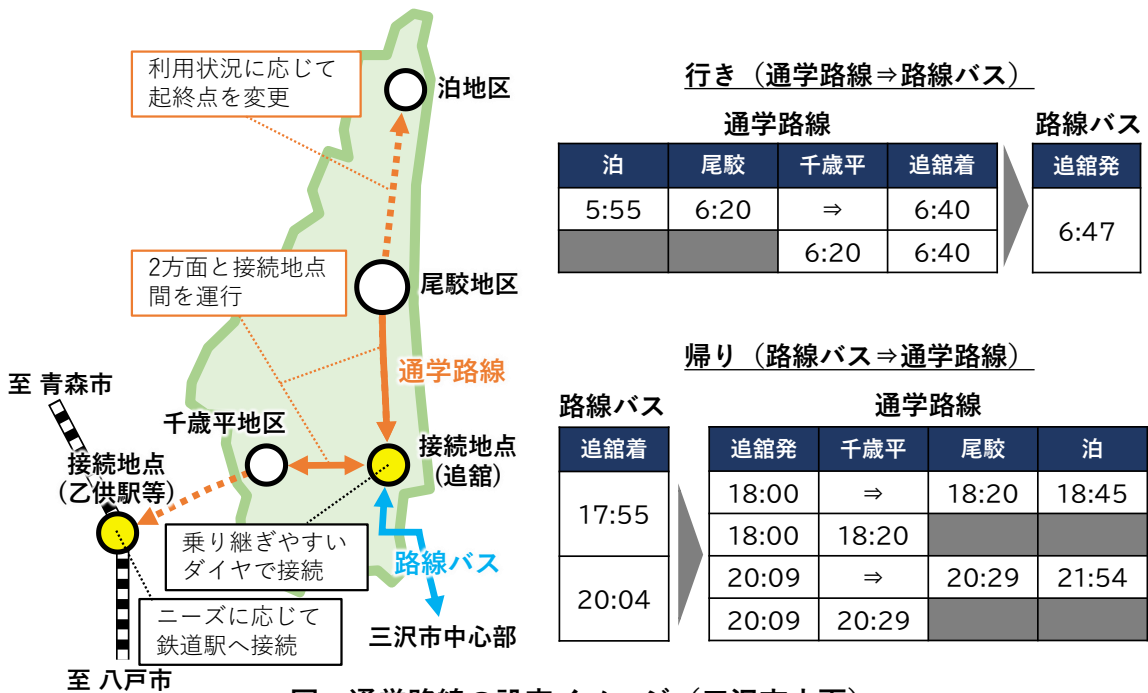 利用状況に応じて
起終点を変更
泊地区
2方面と接続地点
間を運行
尾駮地区
通学路線
至 青森市
千歳平地区
接続地点
(乙供駅等)
接続地点
(追舘)
乗り継ぎやすい
ダイヤで接続
路線バス
ニーズに応じて
鉄道駅へ接続
三沢市中心部
至 八戸市
行き（通学路線⇒路線バス）
通学路線 路線バス
泊 尾駮 千歳平 追舘着 追舘発
5:55 6:20 ⇒ 6:40 6:47
6:20 6:40
帰り（路線バス⇒通学路線）
路線バス 通学路線
追舘着 追舘発 千歳平 尾駮 泊
17:55 18:00 ⇒ 18:20 18:45
18:00 18:20
20:04 20:09 ⇒ 20:29 21:54
20:09 20:29